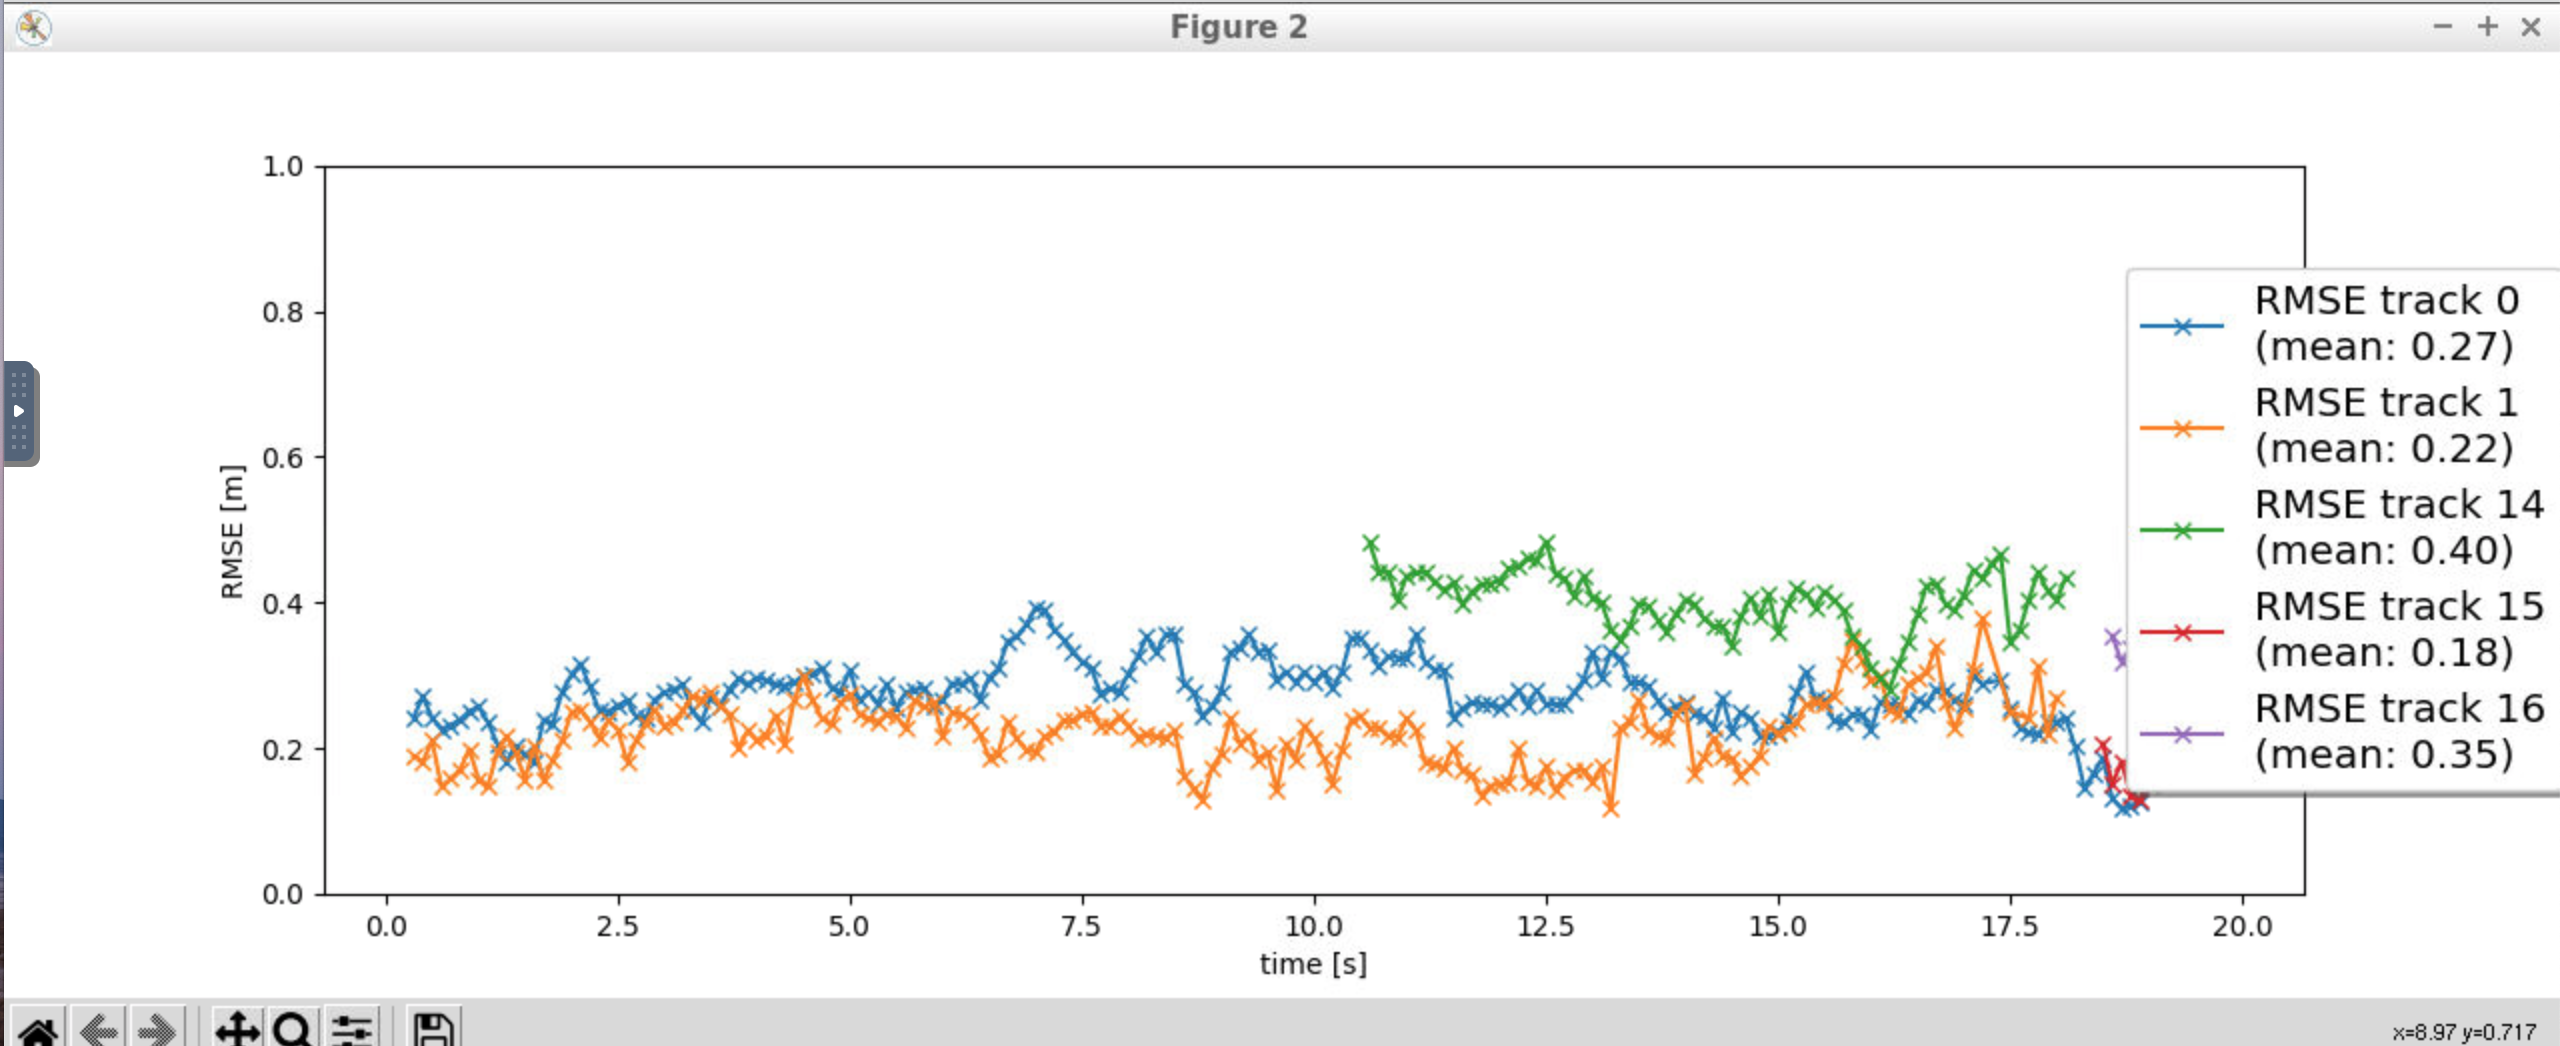 Figure 2
1.0
0.8
0.6
0.4
0.2
0.0
RMSE [m]
0.0 2.5 5.0 7.5 10.0 12.5 15.0 17.5 20.0
time [s]
RMSE track 0
(mean: 0.27)
RMSE track 1
(mean: 0.22)
RMSE track 14
(mean: 0.40)
RMSE track 15
(mean: 0.18)
RMSE track 16
(mean: 0.35)
x=8.97 y=0.717